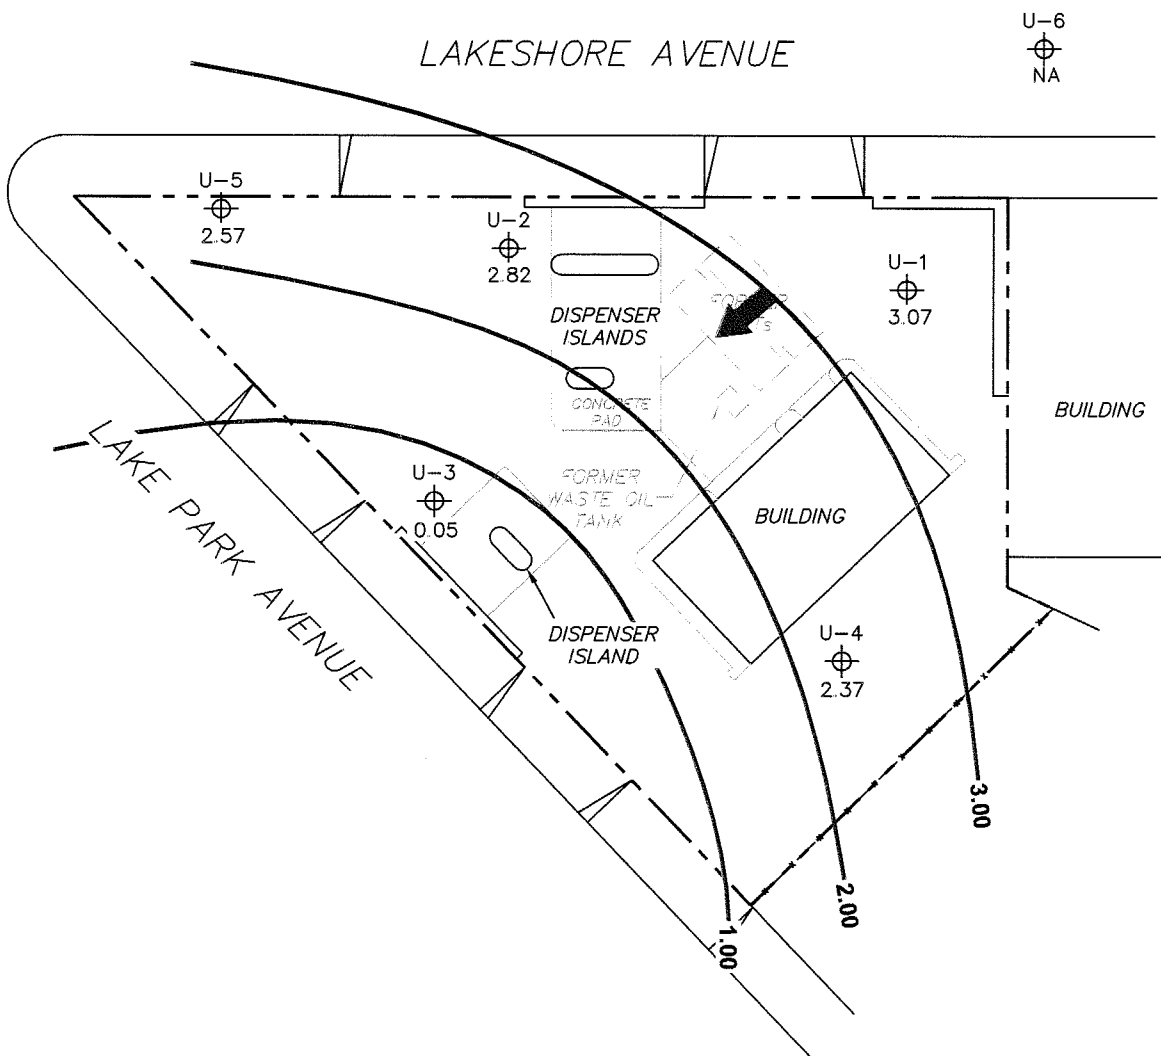 LAKESHORE AVENUE
U-6
NA
U-5
2.57
U-2
2.82
U-1
3.07
DISPENSER
ISLANDS
FORMER
CONCRETE
PAD
BUILDING
LAKE PARK AVENUE
U-3
0.05
FORMER
WASTE OIL
TANK
BUILDING
DISPENSER
ISLAND
U-4
2.37
3.00
2.00
1.00